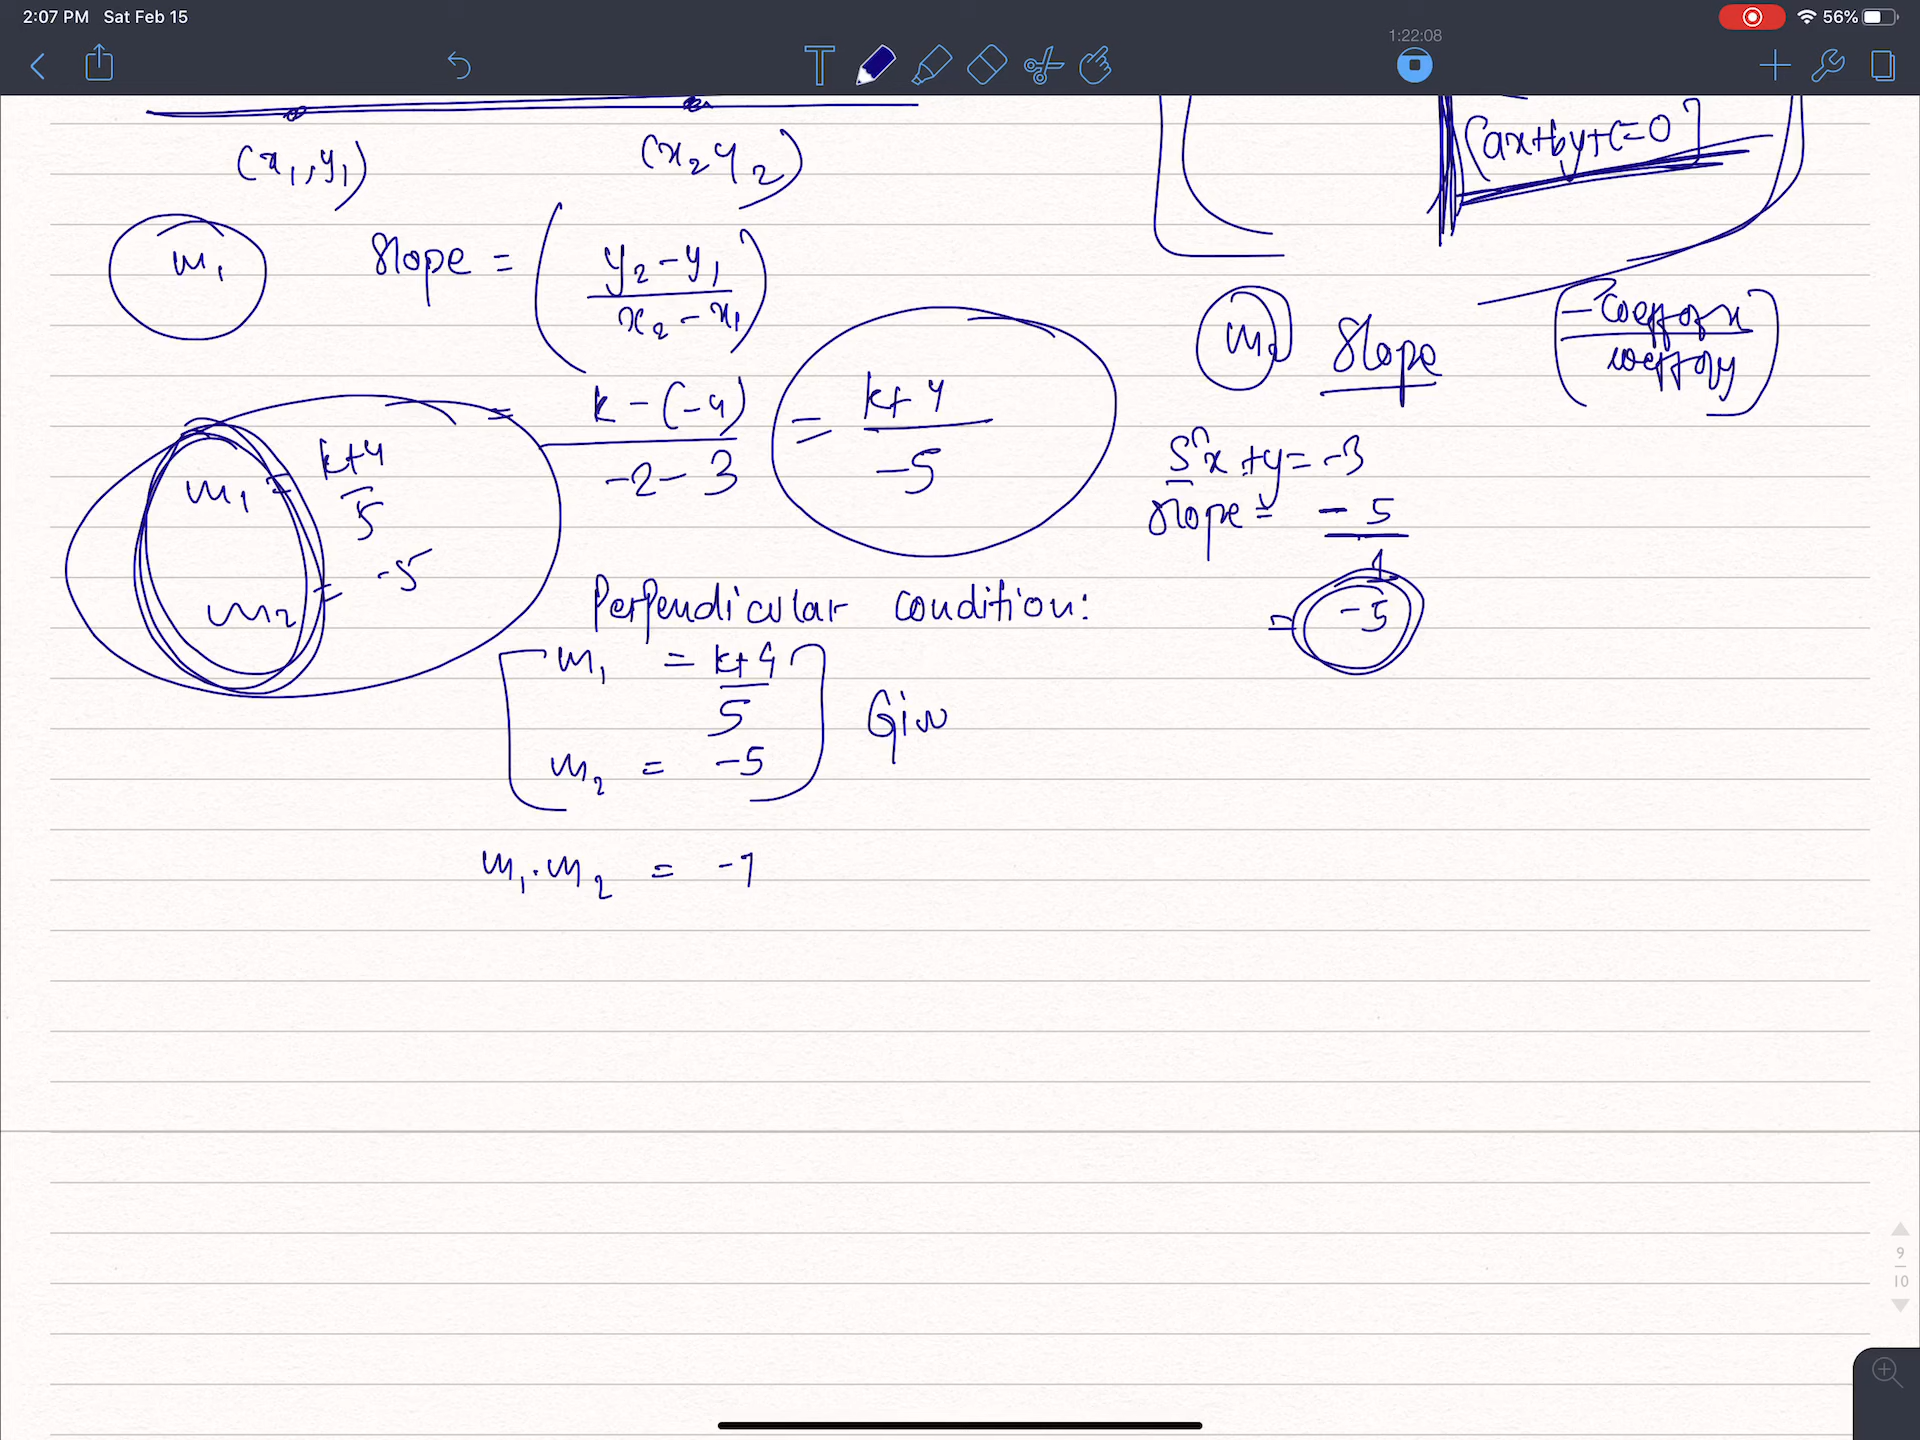 2:07 PM Sat Feb 15
56%
1:22:08
(x₁,y₁) (x₂ y₂)
[ax+by+c=0]
m₁ slope = (y₂-y₁ / x₂-x₁)
= k-(-4) / -2-3 = k+4 / -5
m₁ = k+4 / 5
m₂ = -5
m₂ slope (-coeff of x / coeff of y)
5x+y=-3
slope = -5 / 1
= -5
Perpendicular condition:
[m₁ = k+4 / 5
m₂ = -5] Giv
m₁.m₂ = -1
9
10